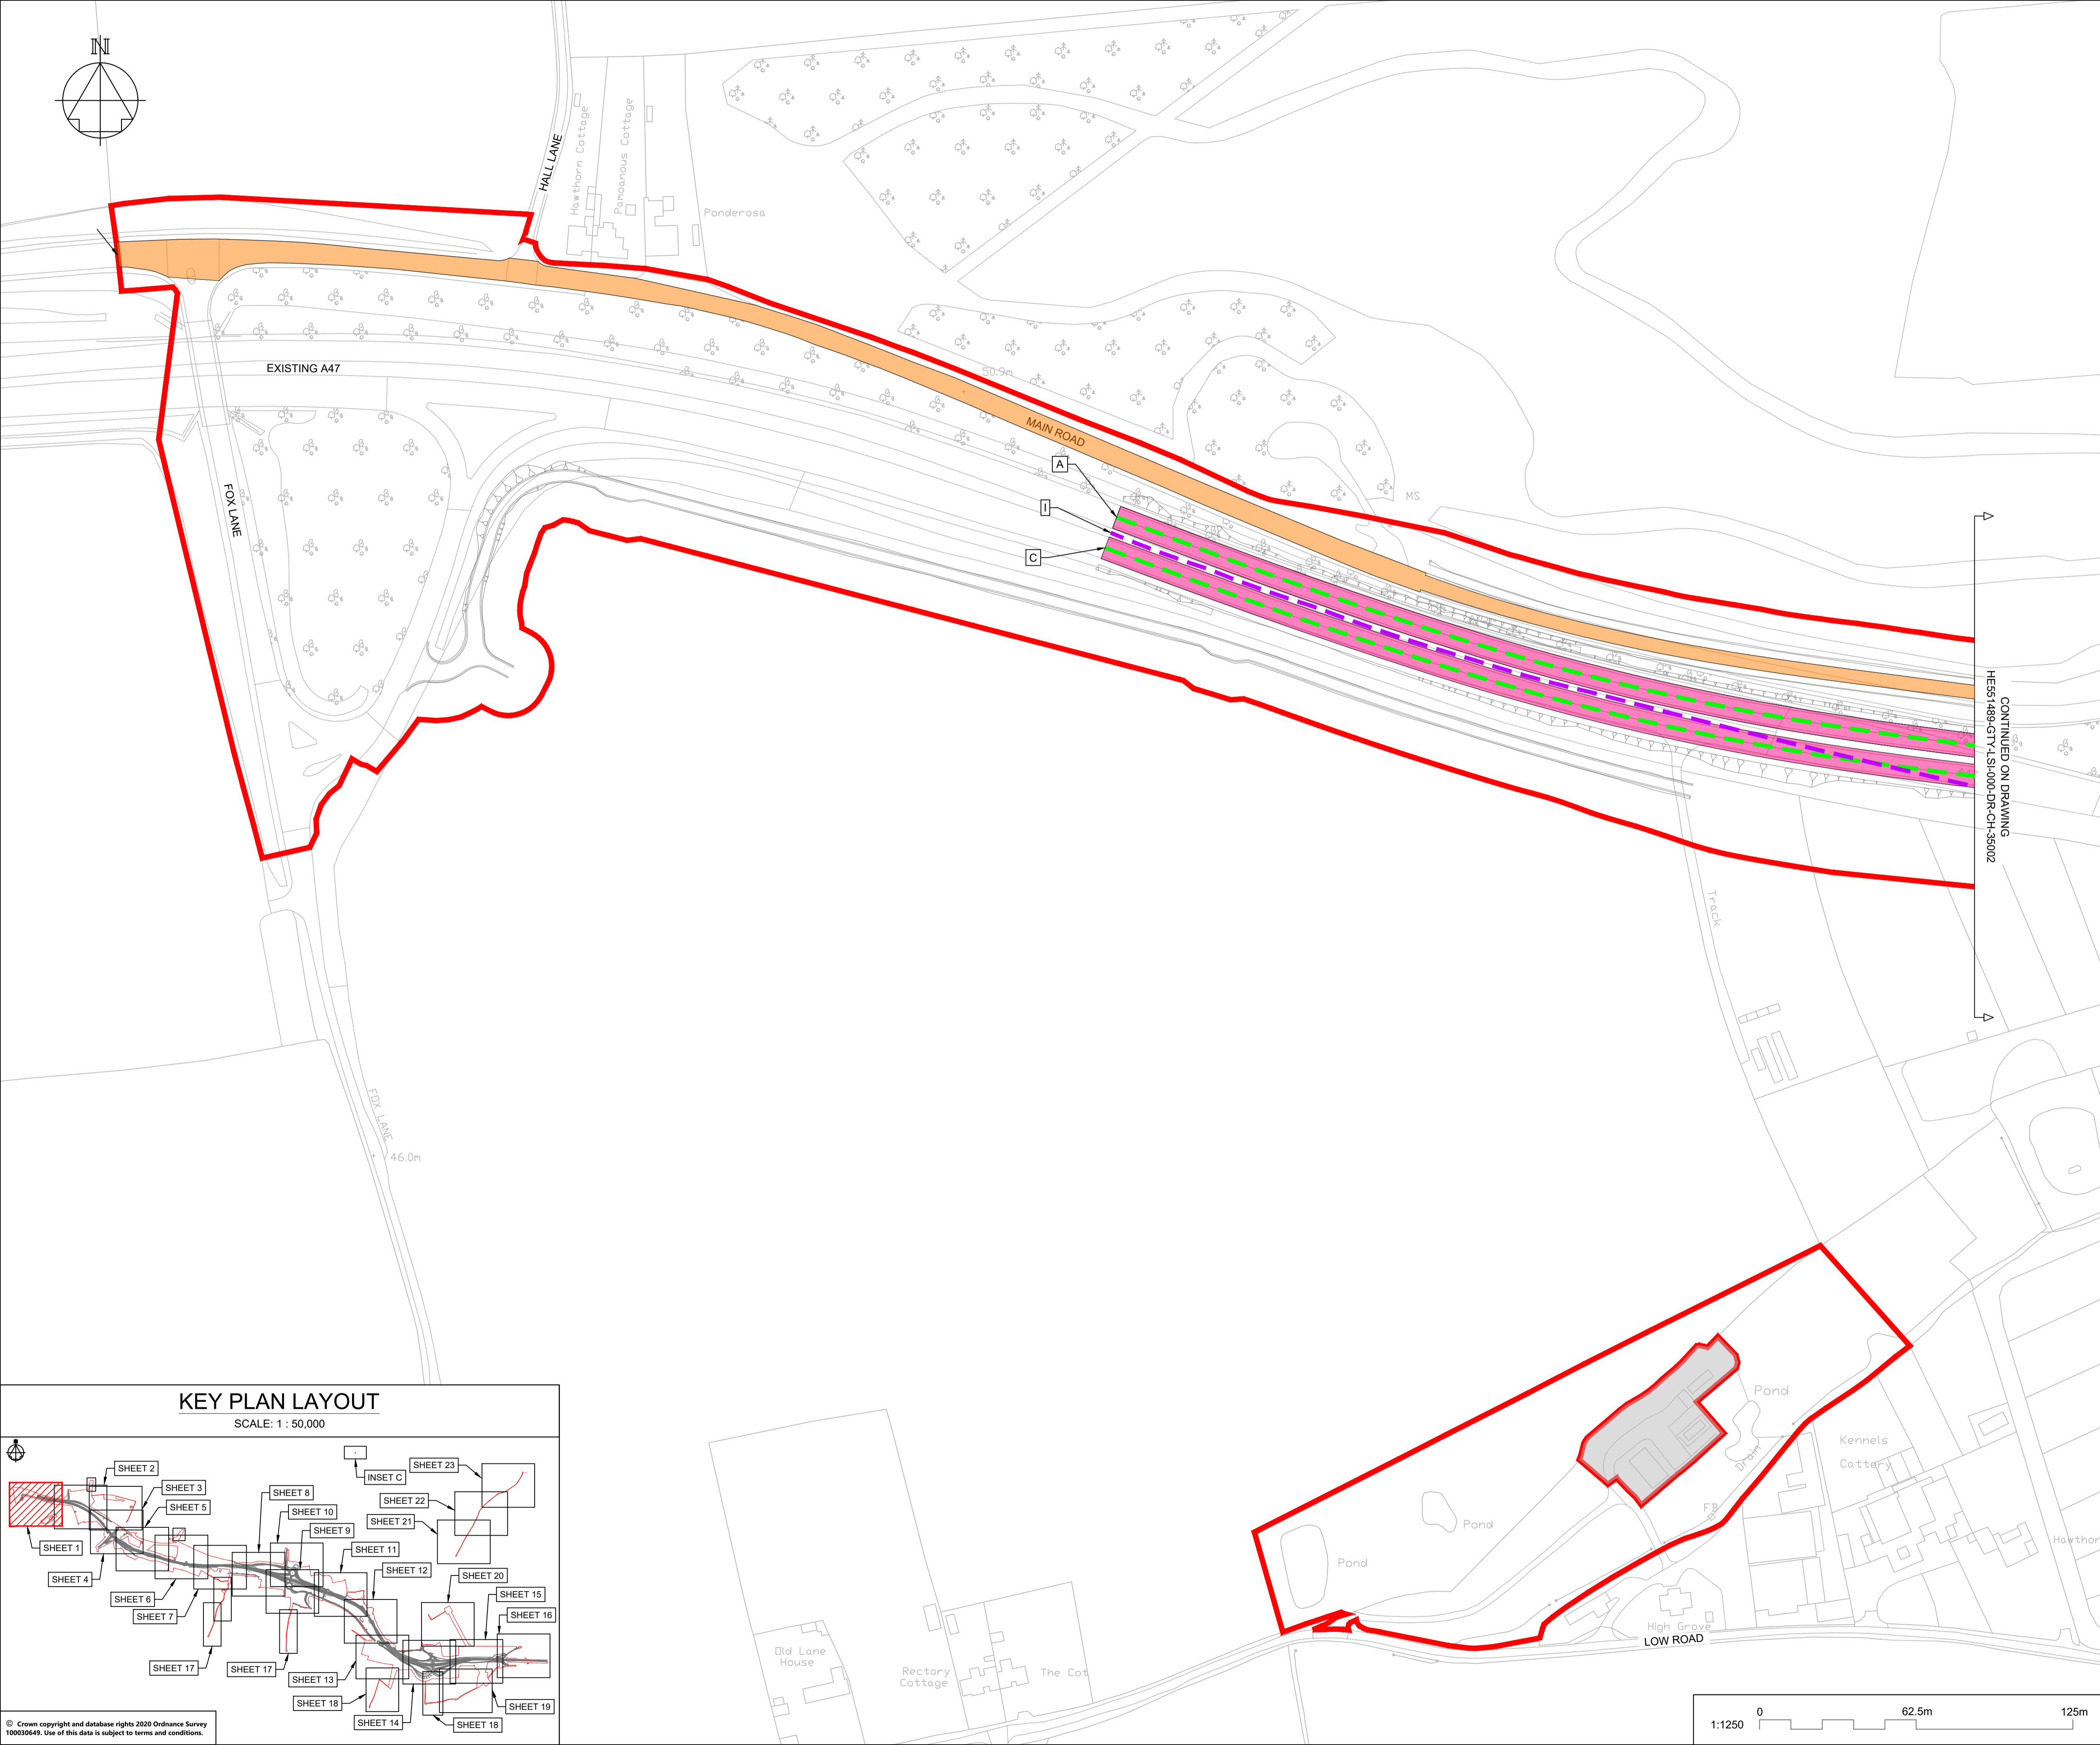 N
HALL LANE
Hawthorn Cottage
Pamoanous Cottage
Ponderosa
EXISTING A47
50.9m
MAIN ROAD
A
I
C
MS
FOX LANE
CONTINUED ON DRAWING
HE551489-GTY-LSI-000-DR-CH-35002
Track
FOX LANE
46.0m
Pond
Drain
Kennels
Cattery
FB
Pond
Pond
Hawthor
High Grove
LOW ROAD
Old Lane
House
Rectory
Cottage
The Cot
KEY PLAN LAYOUT
SCALE: 1 : 50,000
SHEET 23
INSET C
SHEET 2
SHEET 3
SHEET 8
SHEET 22
SHEET 5
SHEET 10
SHEET 21
SHEET 9
SHEET 1
SHEET 11
SHEET 12
SHEET 4
SHEET 20
SHEET 6
SHEET 15
SHEET 7
SHEET 16
SHEET 17
SHEET 17
SHEET 13
SHEET 18
SHEET 19
SHEET 14
SHEET 18
© Crown copyright and database rights 2020 Ordnance Survey
100030649. Use of this data is subject to terms and conditions.
0 62.5m 125m
1:1250